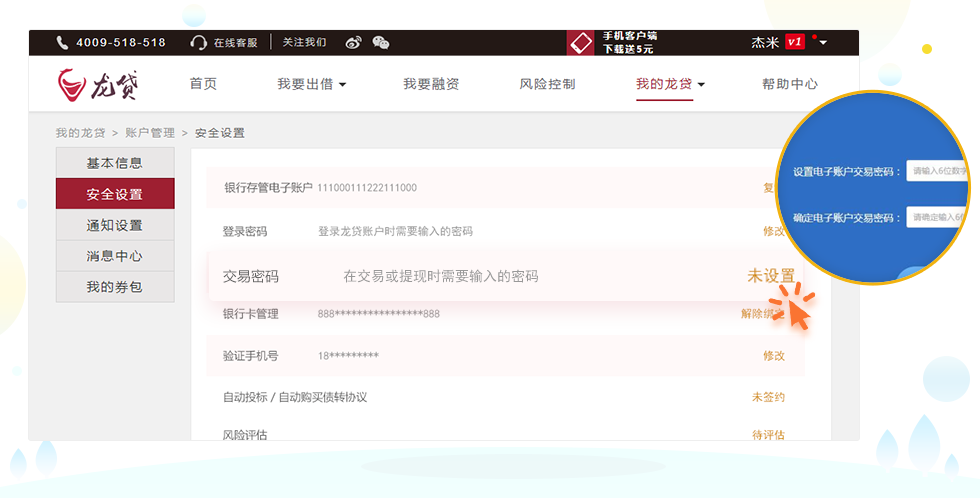 4009-518-518 在线客服 关注我们 手机客户端 下载送5元 杰米 v1
龙贷 首页 我要出借 我要融资 风险控制 我的龙贷 帮助中心
我的龙贷 > 账户管理 > 安全设置
基本信息
安全设置
通知设置
消息中心
我的券包
银行存管电子账户 111000111222111000 复
登录密码 登录龙贷账户时需要输入的密码 修改
交易密码 在交易或提现时需要输入的密码 未设置
银行卡管理 888****************888 解除绑定
验证手机号 18********* 修改
自动投标 / 自动购买债转协议 未签约
风险评估 待评估
设置电子账户交易密码： 请输入6位数字
确定电子账户交易密码： 请确定输入6位